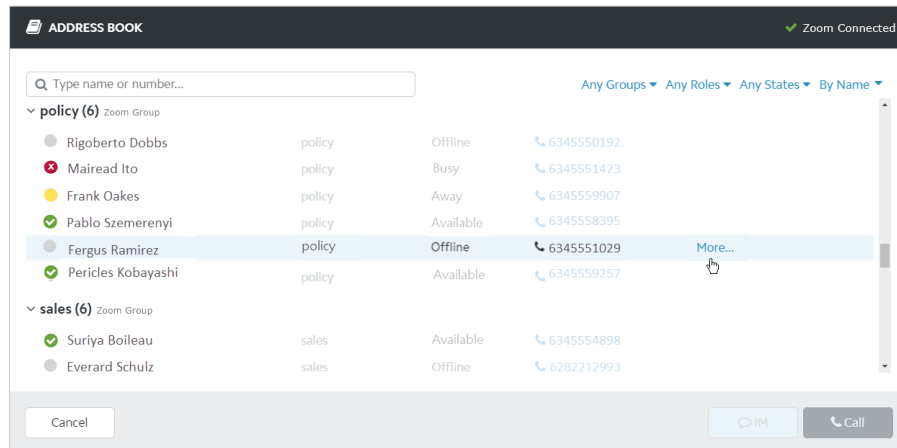 ADDRESS BOOK Zoom Connected
Type name or number... Any Groups Any Roles Any States By Name
policy (6) Zoom Group
Rigoberto Dobbs policy Offline 6345550192
Mairead Ito policy Busy 6345551423
Frank Oakes policy Away 6345559907
Pablo Szemerenyi policy Available 6345558395
Fergus Ramirez policy Offline 6345551029 More...
Pericles Kobayashi policy Available 6345559257
sales (6) Zoom Group
Suriya Boileau sales Available 6345554898
Everard Schulz sales Offline 6282212993
Cancel IM Call